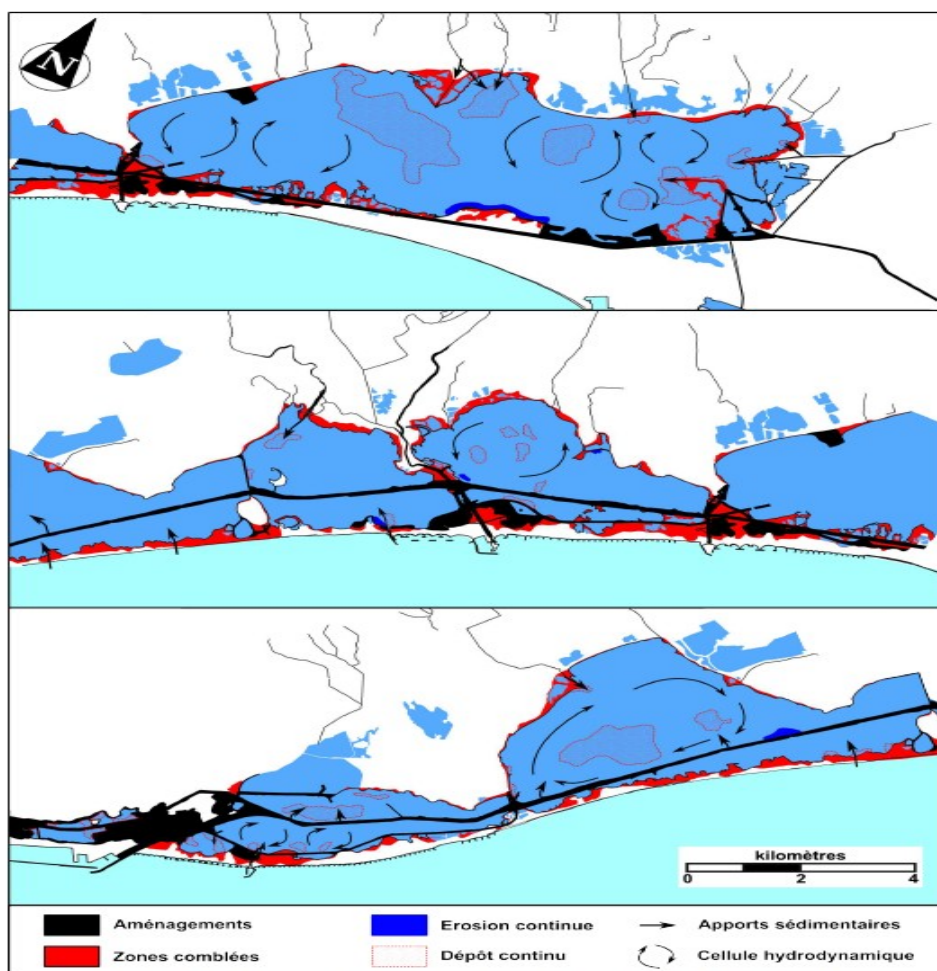 N
kilomètres
0 2 4
Aménagements Erosion continue Apports sédimentaires
Zones comblées Dépôt continu Cellule hydrodynamique